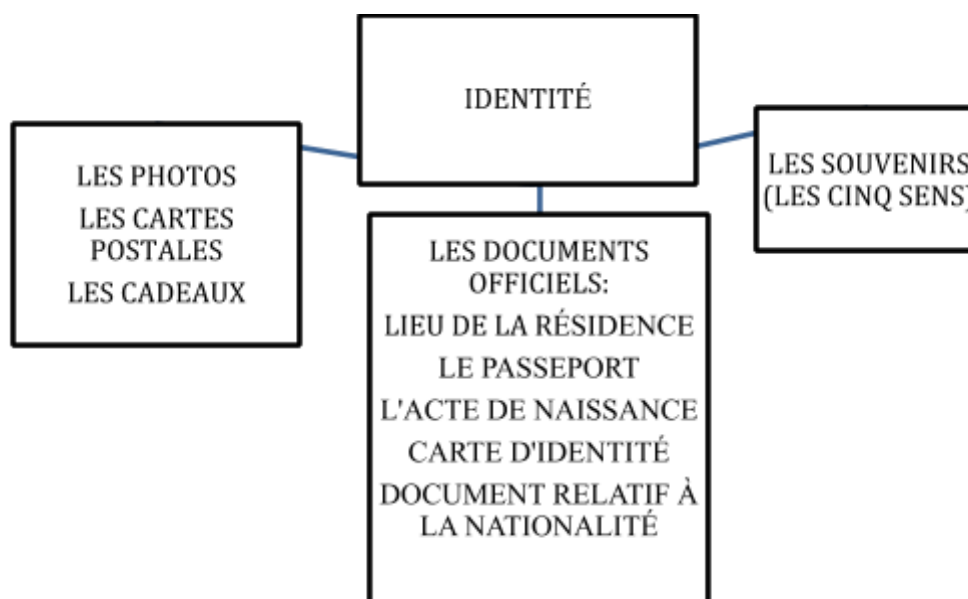 IDENTITÉ
LES PHOTOS
LES CARTES
POSTALES
LES CADEAUX
LES DOCUMENTS
OFFICIELS:
LIEU DE LA RÉSIDENCE
LE PASSEPORT
L'ACTE DE NAISSANCE
CARTE D'IDENTITÉ
DOCUMENT RELATIF À
LA NATIONALITÉ
LES SOUVENIRS
(LES CINQ SENS)